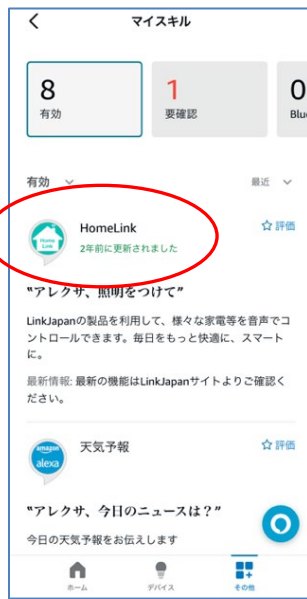 マイスキル
8
有効
1
要確認
0
有効
最近
Home Link
HomeLink
評価
2年前に更新されました
“アレクサ、照明をつけて”
LinkJapanの製品を利用して、様々な家電等を音声でコ
ントロールできます。毎日をもっと快適に、スマート
に。
最新情報: 最新の機能はLinkJapanサイトよりご確認く
ださい。
amazon
alexa
天気予報
評価
“アレクサ、今日のニュースは？”
今日の天気予報をお伝えします
ホーム
デバイス
その他